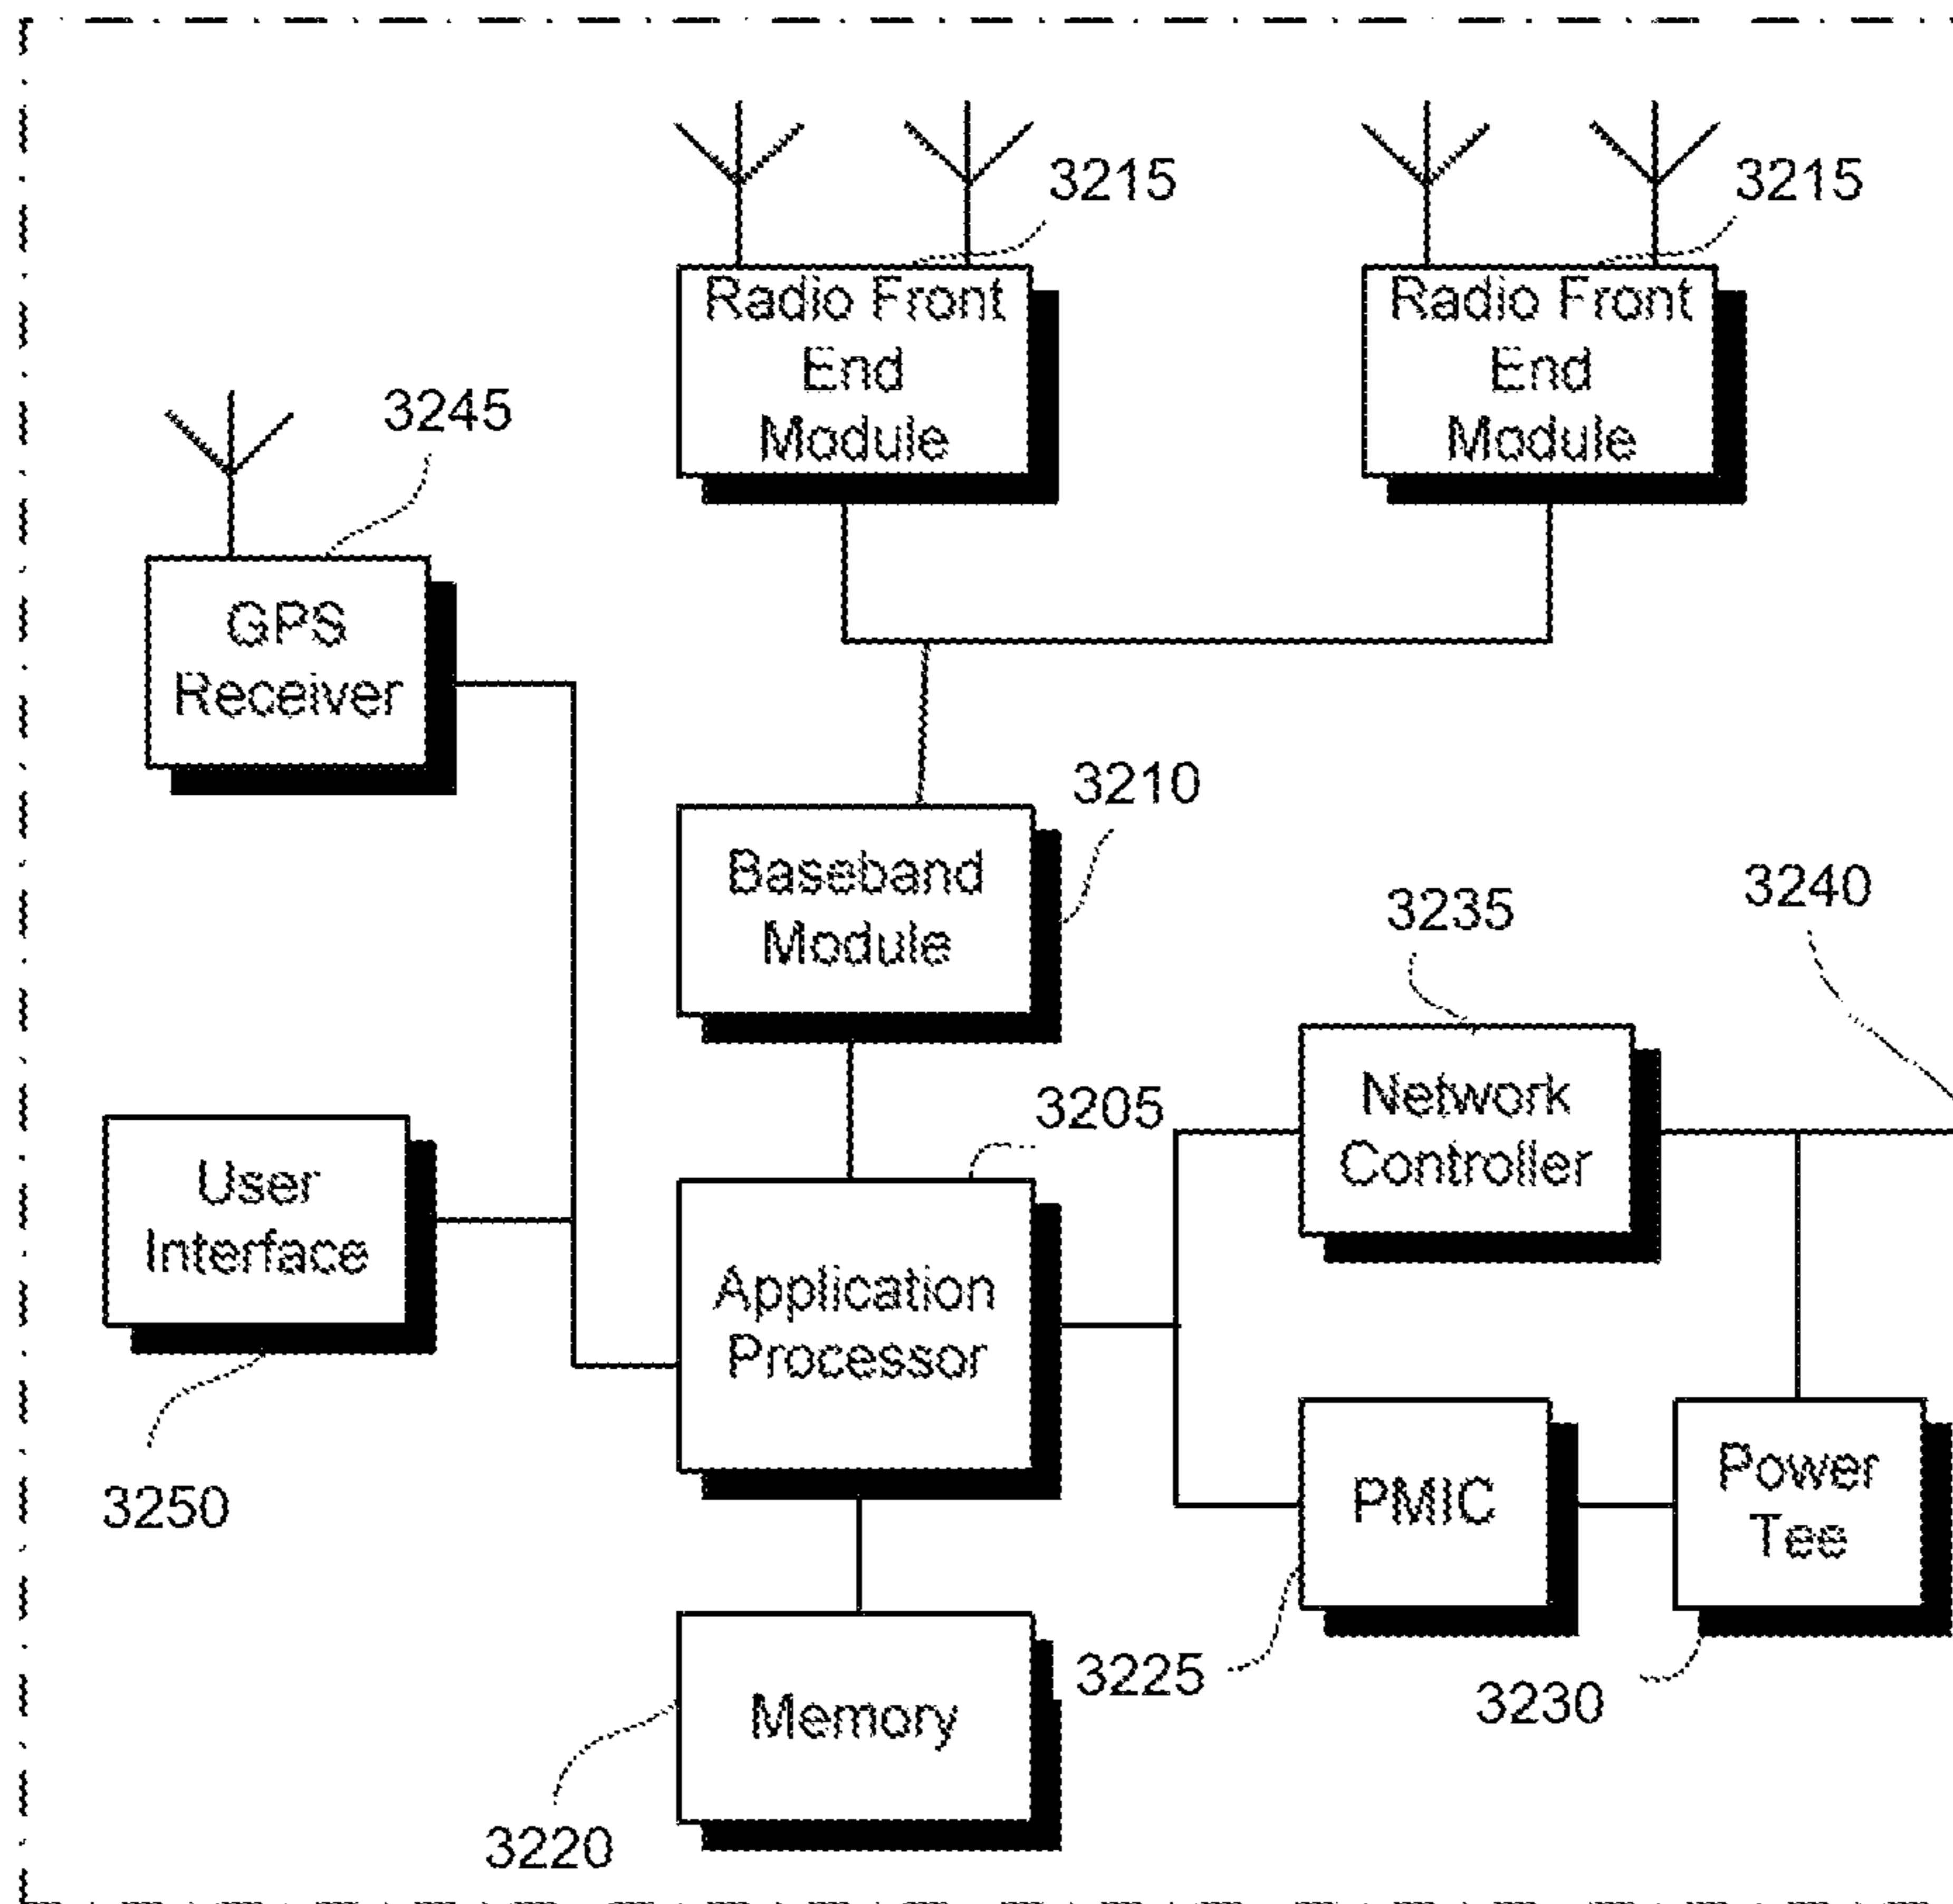 3215
3215
Radio Front
End
Module
Radio Front
End
Module
3245
GPS
Receiver
3210
Baseband
Module
3240
3235
Network
Controller
3205
User
Interface
Application
Processor
3250
PMIC
Power
Tee
3225
3230
Memory
3220